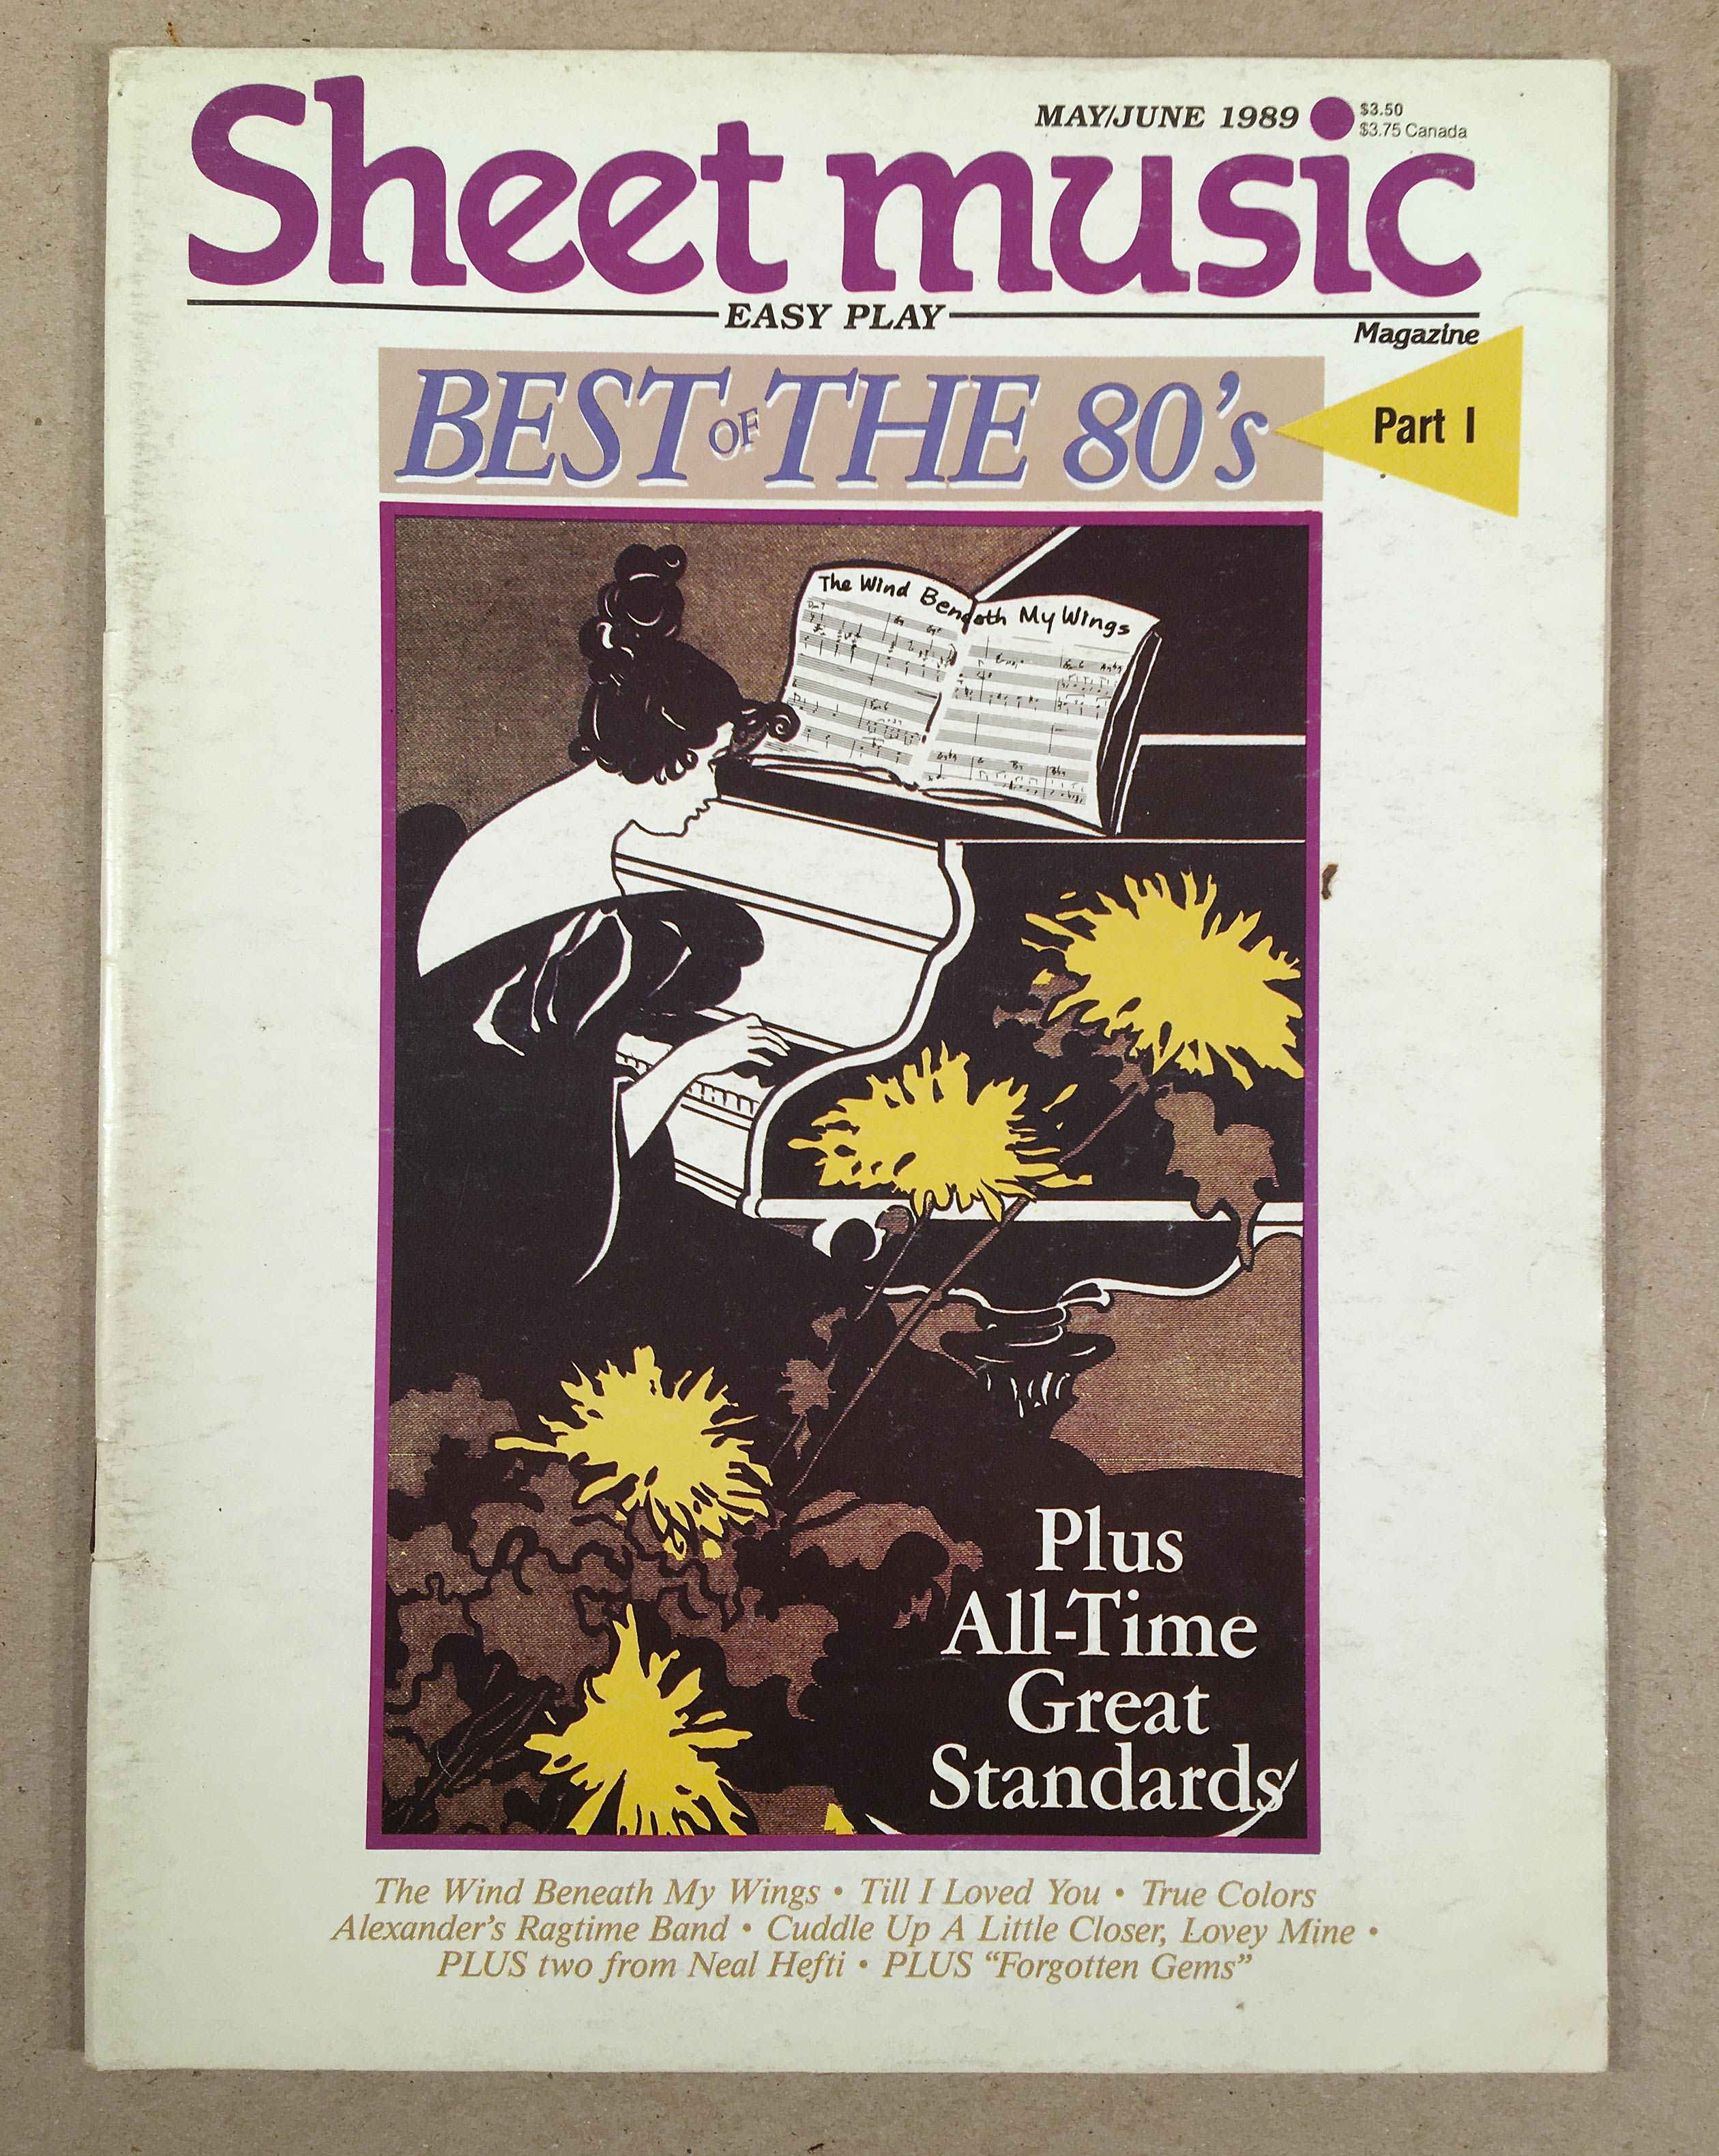 MAY/JUNE 1989
$3.50
$3.75 Canada
Sheet music
EASY PLAY
Magazine
BEST OF THE 80's
Part I
The Wind Beneath My Wings
Plus
All-Time
Great
Standards
The Wind Beneath My Wings • Till I Loved You • True Colors
Alexander's Ragtime Band • Cuddle Up A Little Closer, Lovey Mine •
PLUS two from Neal Hefti • PLUS “Forgotten Gems”